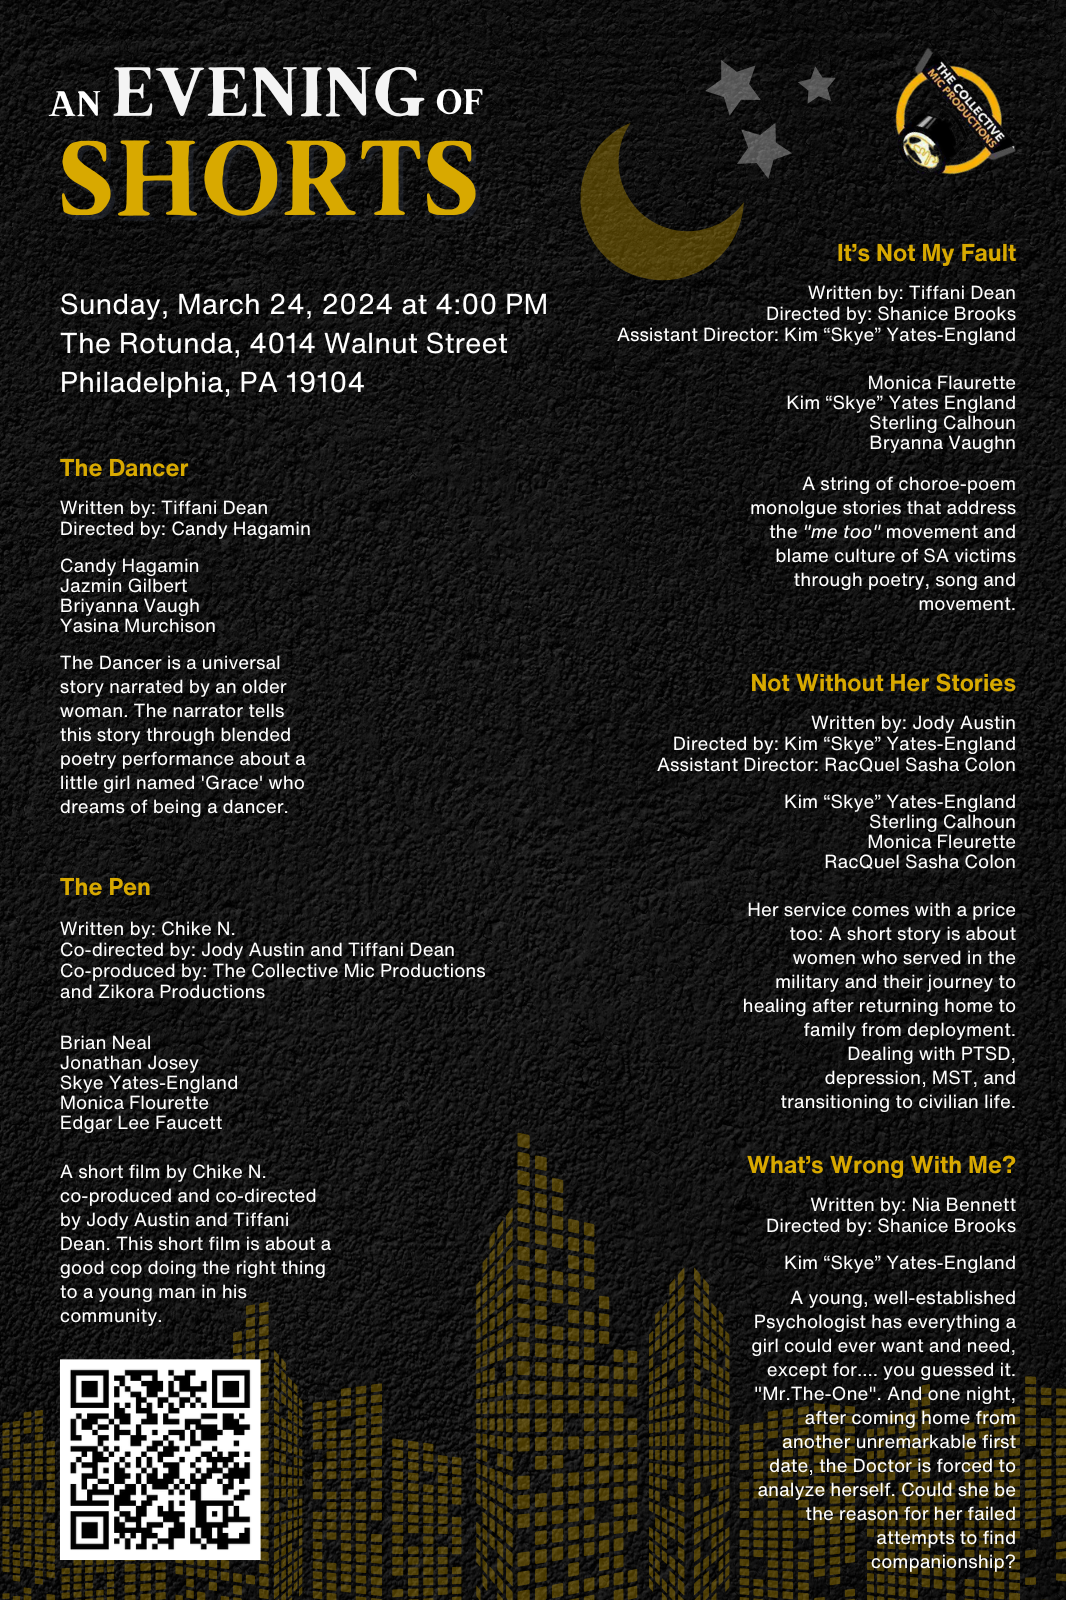 AN EVENING OF
SHORTS
THE COLLECTIVE
MIC PRODUCTIONS
Sunday, March 24, 2024 at 4:00 PM
The Rotunda, 4014 Walnut Street
Philadelphia, PA 19104
The Dancer
Written by: Tiffani Dean
Directed by: Candy Hagamin
Candy Hagamin
Jazmin Gilbert
Briyanna Vaugh
Yasina Murchison
The Dancer is a universal
story narrated by an older
woman. The narrator tells
this story through blended
poetry performance about a
little girl named 'Grace' who
dreams of being a dancer.
The Pen
Written by: Chike N.
Co-directed by: Jody Austin and Tiffani Dean
Co-produced by: The Collective Mic Productions
and Zikora Productions
Brian Neal
Jonathan Josey
Skye Yates-England
Monica Flourette
Edgar Lee Faucett
A short film by Chike N.
co-produced and co-directed
by Jody Austin and Tiffani
Dean. This short film is about a
good cop doing the right thing
to a young man in his
community.
It’s Not My Fault
Written by: Tiffani Dean
Directed by: Shanice Brooks
Assistant Director: Kim “Skye” Yates-England
Monica Flaurette
Kim “Skye” Yates England
Sterling Calhoun
Bryanna Vaughn
A string of choroe-poem
monolgue stories that address
the "me too" movement and
blame culture of SA victims
through poetry, song and
movement.
Not Without Her Stories
Written by: Jody Austin
Directed by: Kim “Skye” Yates-England
Assistant Director: RacQuel Sasha Colon
Kim “Skye” Yates-England
Sterling Calhoun
Monica Fleurette
RacQuel Sasha Colon
Her service comes with a price
too: A short story is about
women who served in the
military and their journey to
healing after returning home to
family from deployment.
Dealing with PTSD,
depression, MST, and
transitioning to civilian life.
What’s Wrong With Me?
Written by: Nia Bennett
Directed by: Shanice Brooks
Kim “Skye” Yates-England
A young, well-established
Psychologist has everything a
girl could ever want and need,
except for.... you guessed it.
"Mr.The-One". And one night,
after coming home from
another unremarkable first
date, the Doctor is forced to
analyze herself. Could she be
the reason for her failed
attempts to find
companionship?